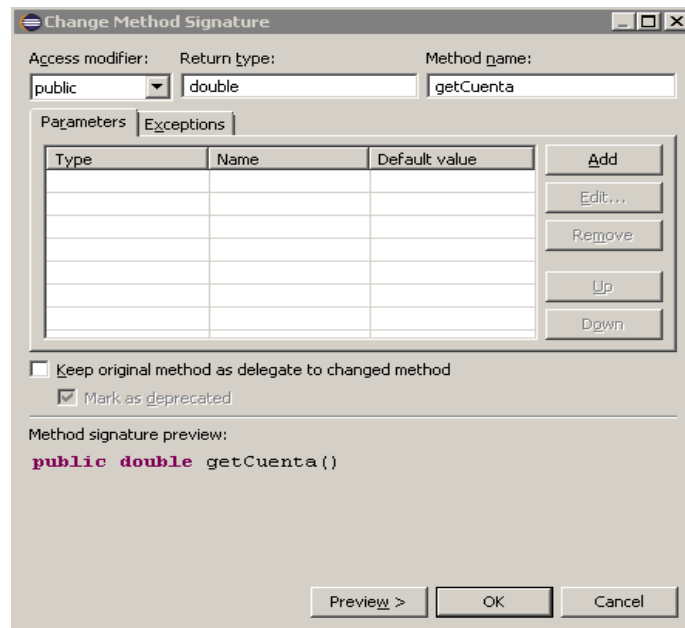 Change Method Signature
Access modifier: Return type: Method name:
public double getCuenta
Parameters Exceptions
Type Name Default value Add
Edit...
Remove
Up
Down
Keep original method as delegate to changed method
Mark as deprecated
Method signature preview:
public double getCuenta()
Preview > OK Cancel